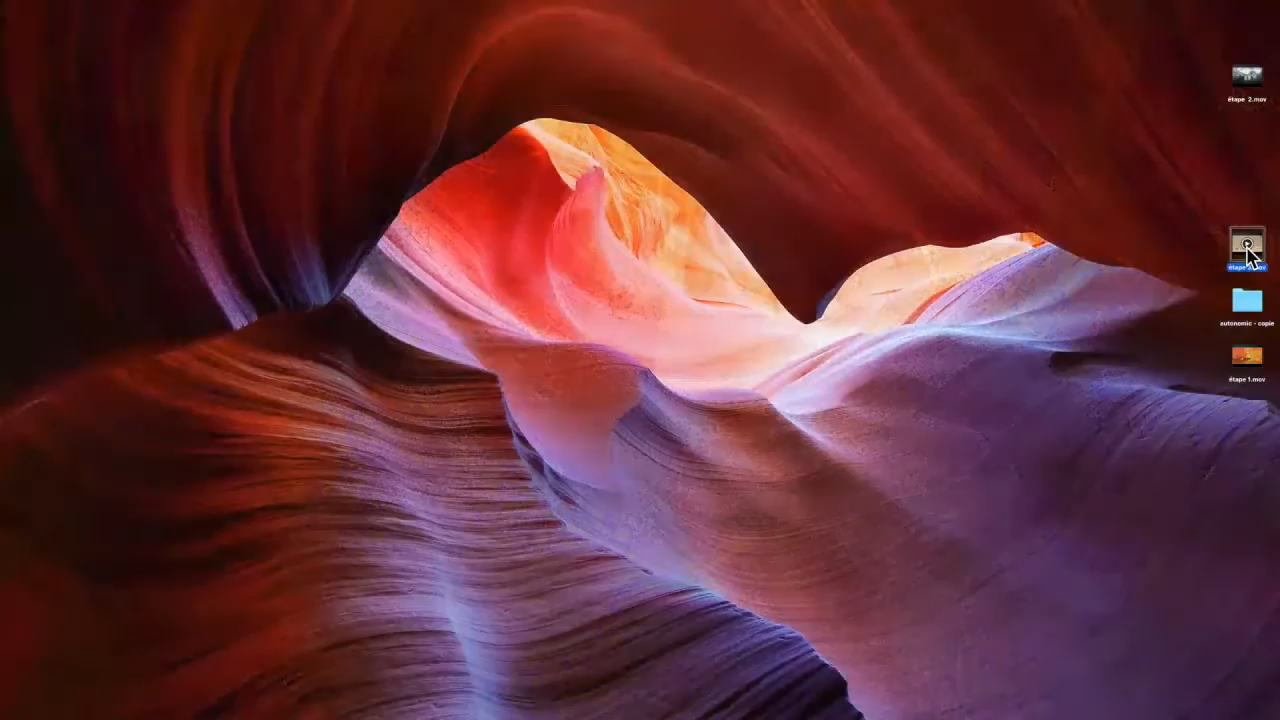 étape 2.mov
autonomic - copie
étape 1.mov